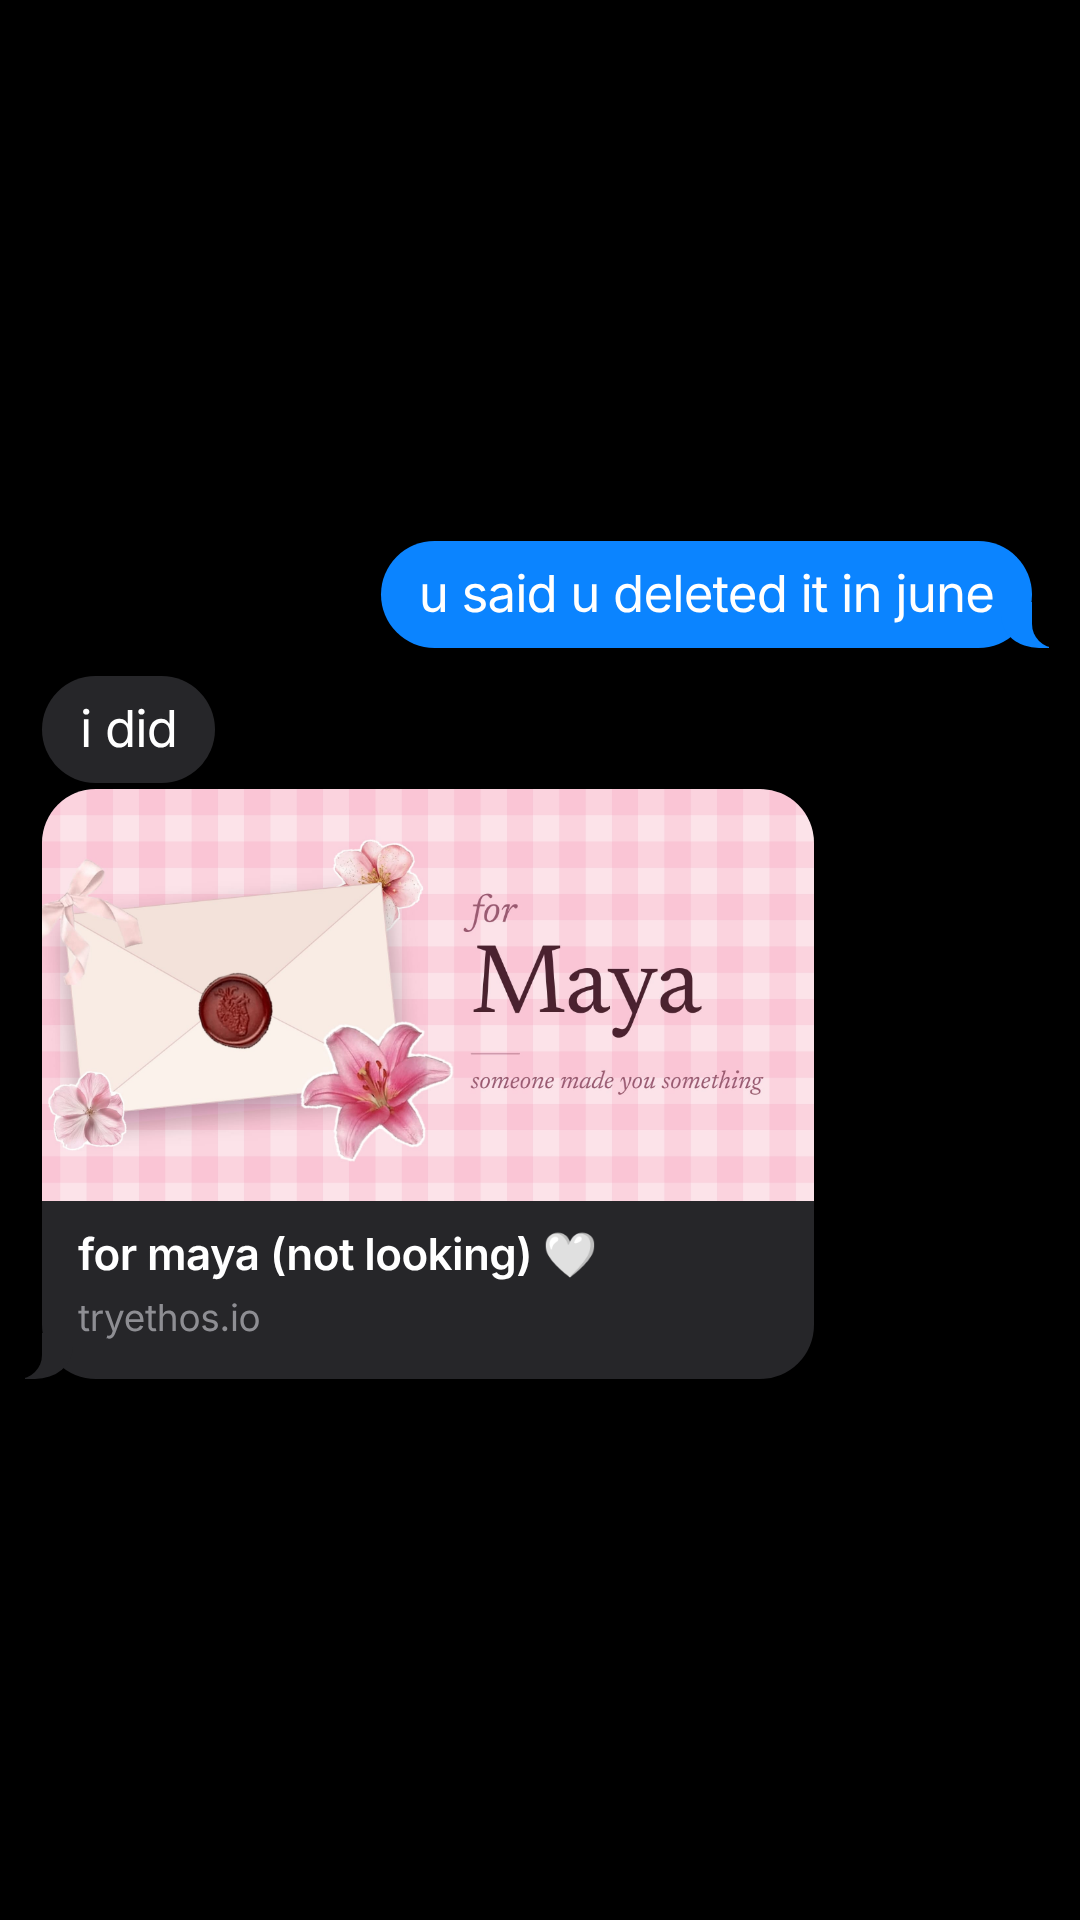 u said u deleted it in june
i did
for
Maya
someone made you something
for maya (not looking) 🤍
tryethos.io